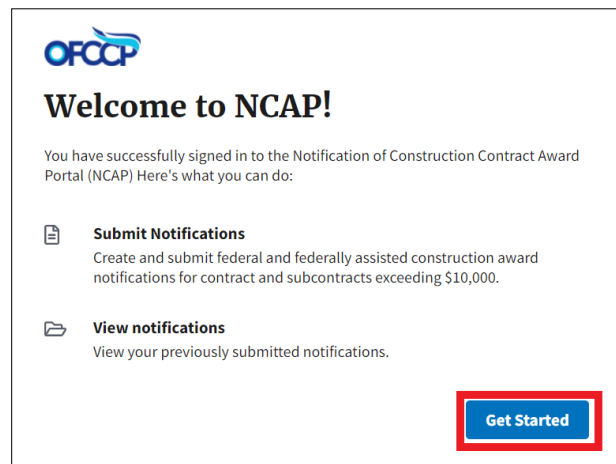 OFCCP
Welcome to NCAP!
You have successfully signed in to the Notification of Construction Contract Award
Portal (NCAP) Here's what you can do:
Submit Notifications
Create and submit federal and federally assisted construction award
notifications for contract and subcontracts exceeding $10,000.
View notifications
View your previously submitted notifications.
Get Started